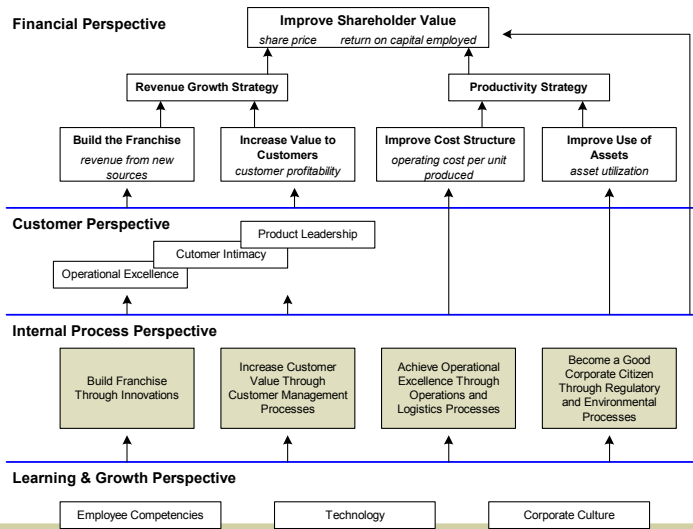 Financial Perspective
Improve Shareholder Value
share price return on capital employed
Revenue Growth Strategy
Productivity Strategy
Build the Franchise
revenue from new
sources
Increase Value to
Customers
customer profitability
Improve Cost Structure
operating cost per unit
produced
Improve Use of
Assets
asset utilization
Customer Perspective
Product Leadership
Cutomer Intimacy
Operational Excellence
Internal Process Perspective
Build Franchise
Through Innovations
Increase Customer
Value Through
Customer Management
Processes
Achieve Operational
Excellence Through
Operations and
Logistics Processes
Become a Good
Corporate Citizen
Through Regulatory
and Environmental
Processes
Learning & Growth Perspective
Employee Competencies
Technology
Corporate Culture